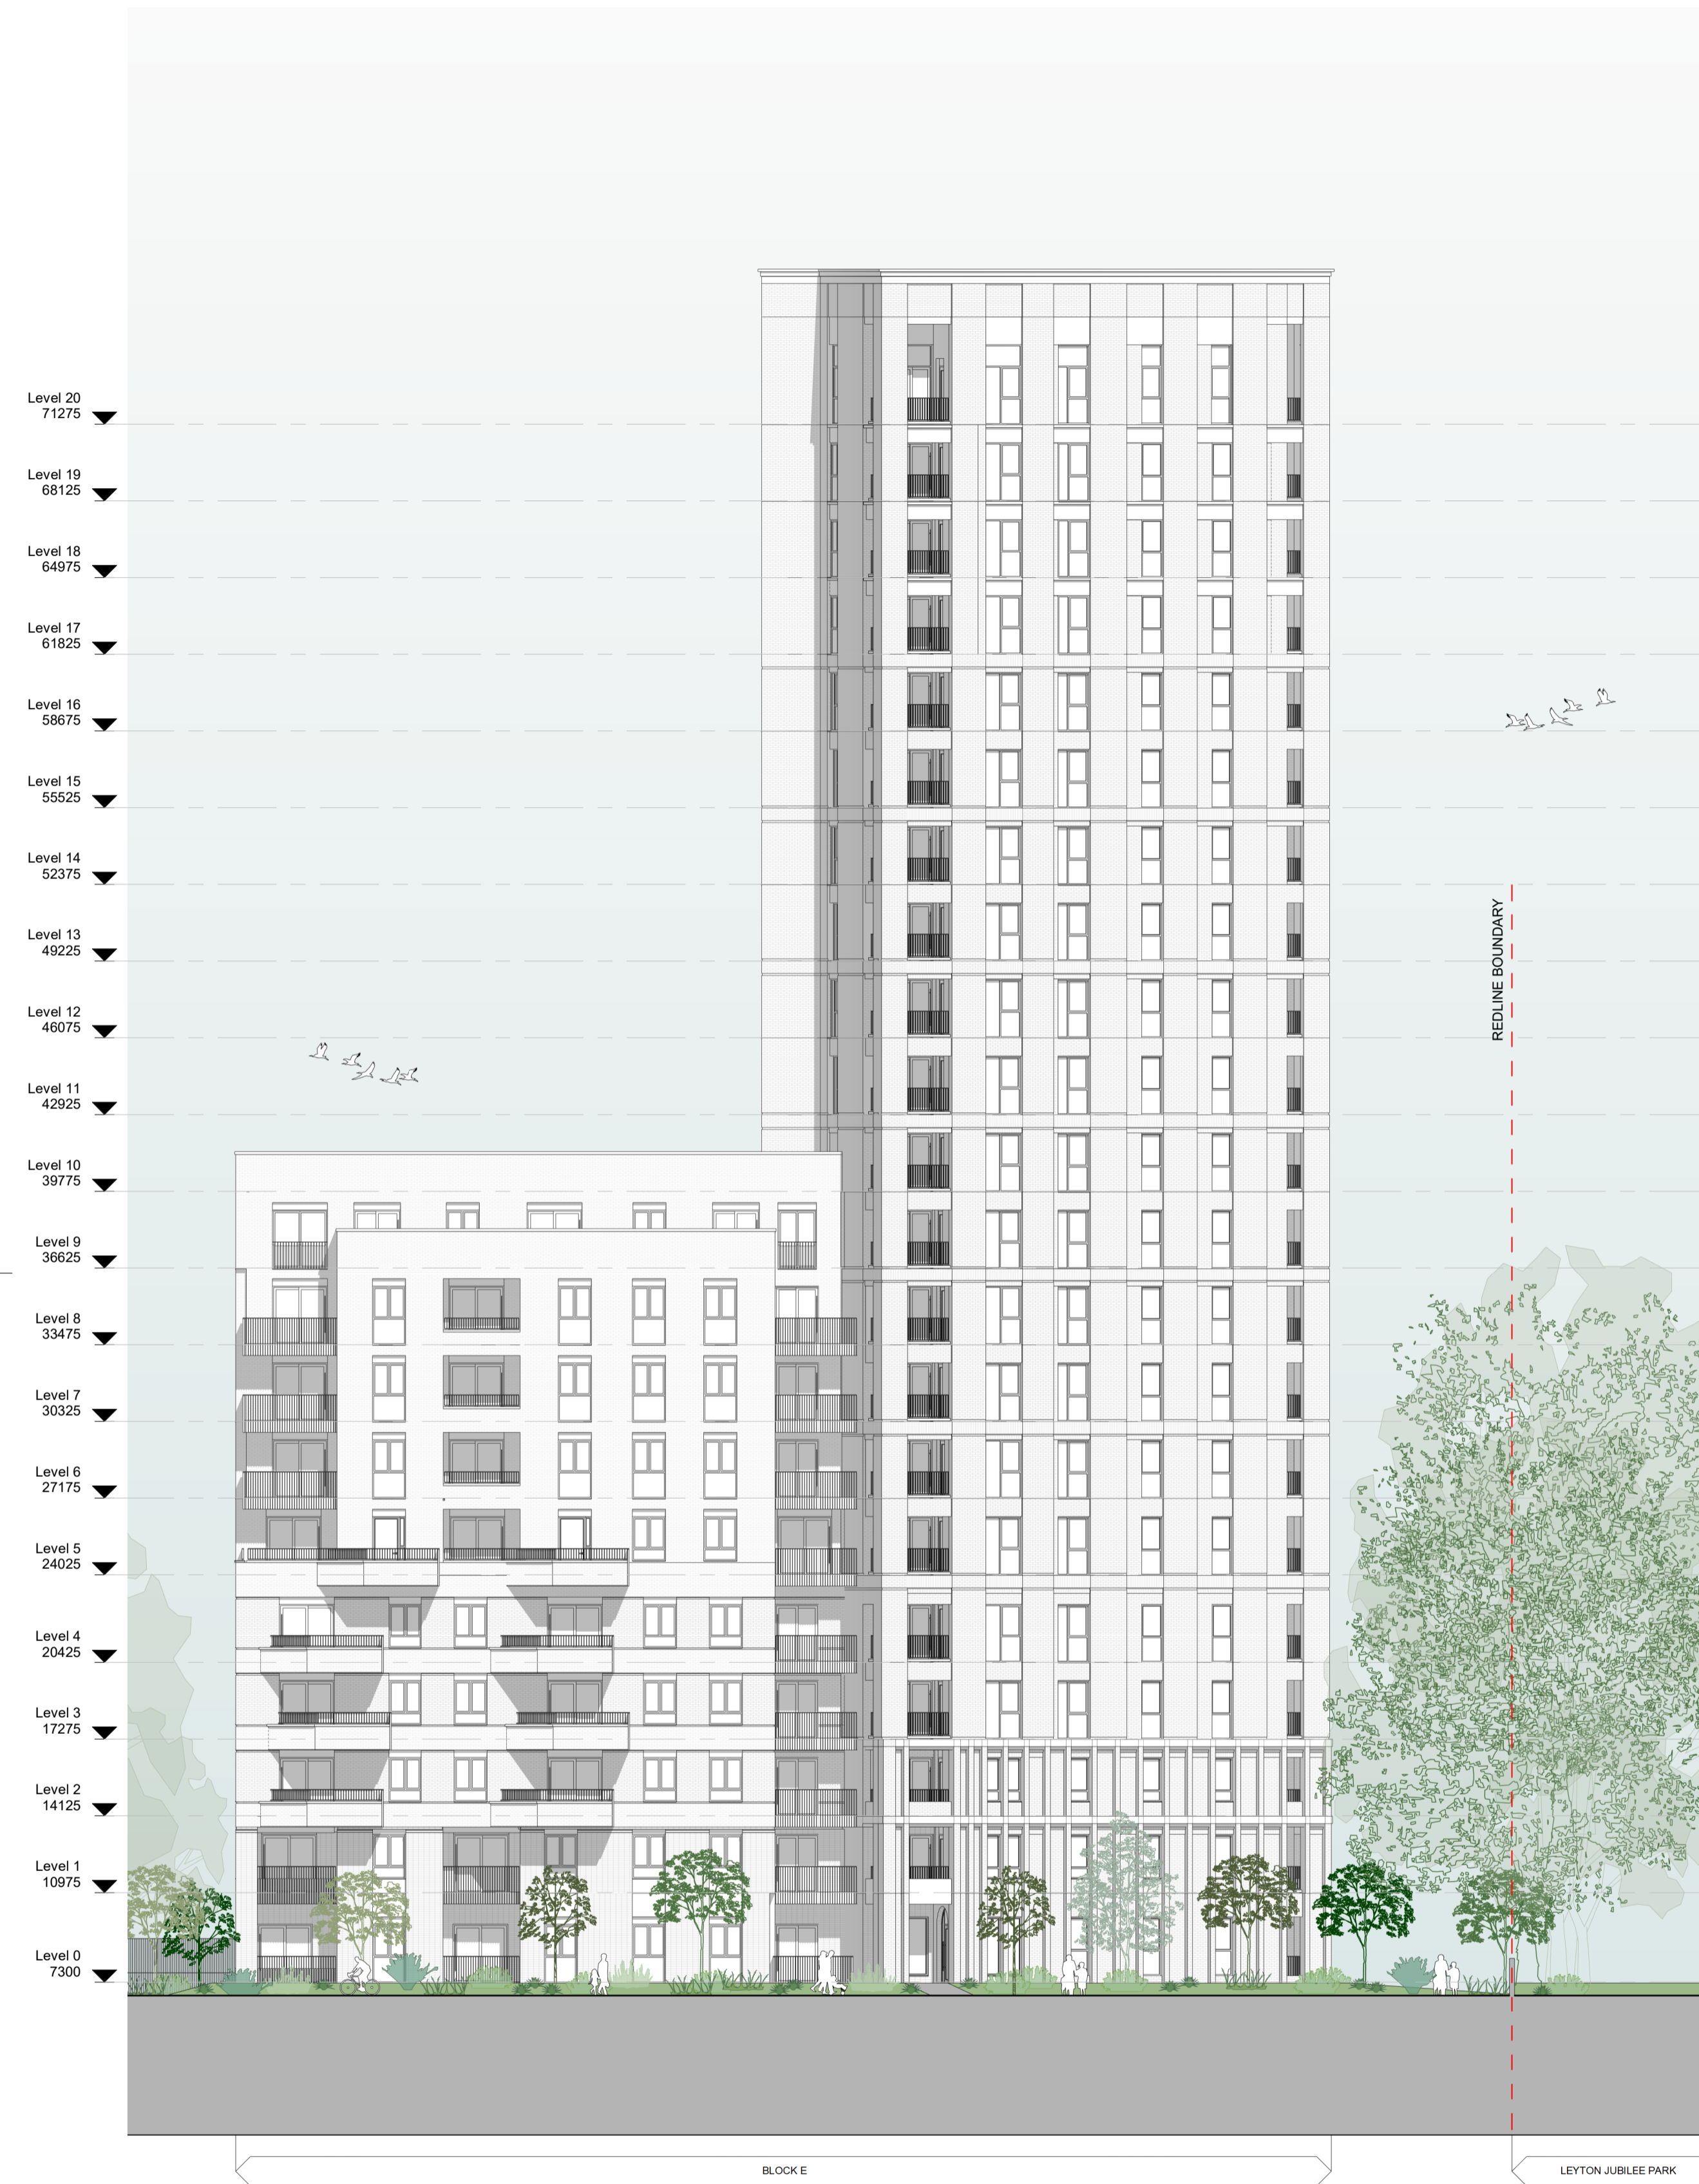 Level 20
71275
Level 19
68125
Level 18
64975
Level 17
61825
Level 16
58675
Level 15
55525
Level 14
52375
Level 13
49225
Level 12
46075
Level 11
42925
Level 10
39775
Level 9
36625
Level 8
33475
Level 7
30325
Level 6
27175
Level 5
24025
Level 4
20425
Level 3
17275
Level 2
14125
Level 1
10975
Level 0
7300
REDLINE BOUNDARY
BLOCK E
LEYTON JUBILEE PARK